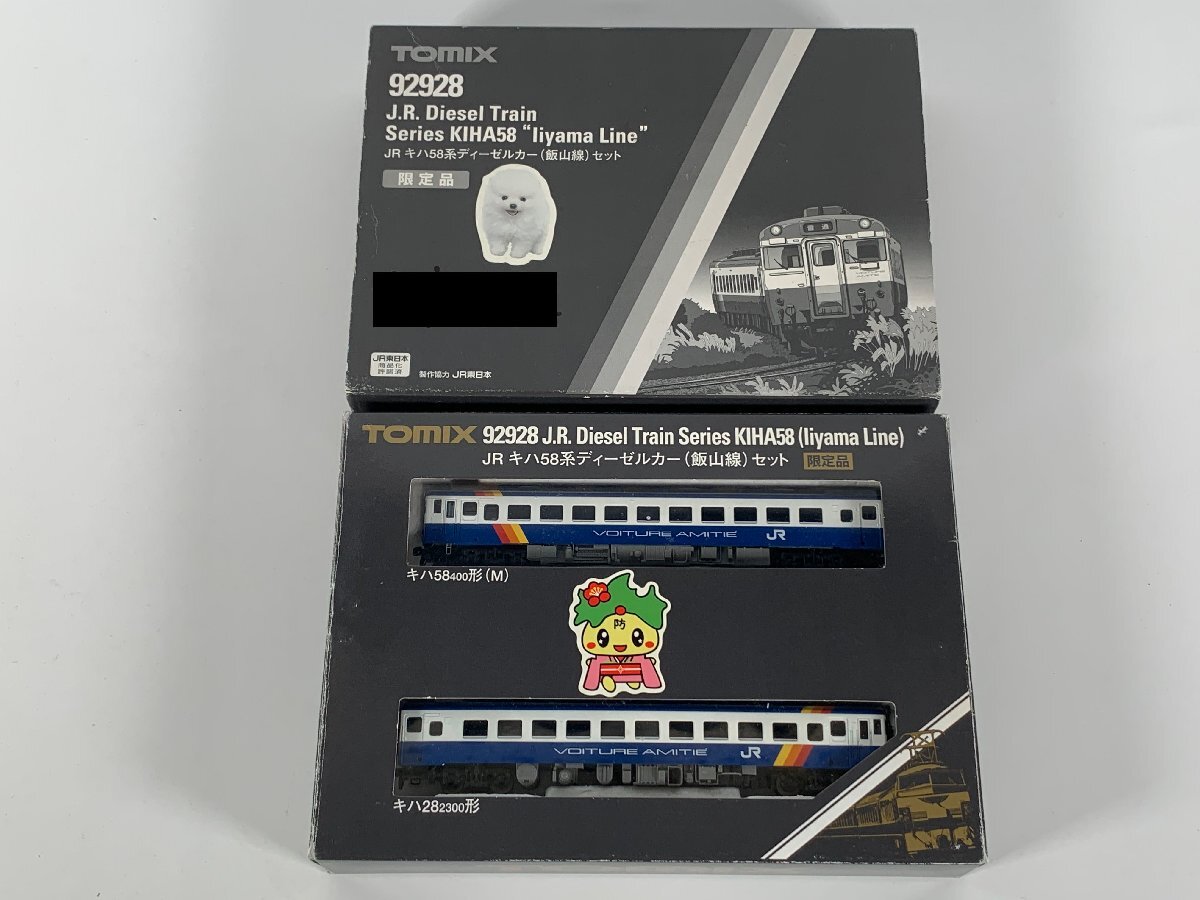 TOMIX
92928
J.R. Diesel Train
Series KIHA58 “Iiyama Line”
JR キハ58系ディーゼルカー（飯山線）セット
限定品
普通
JR東日本
商品化
許諾済
製作協力 JR東日本
TOMIX 92928 J.R. Diesel Train Series KIHA58 (Iiyama Line)
JR キハ58系ディーゼルカー（飯山線）セット 限定品
VOITURE AMITIE JR
キハ58400形（M）
防
VOITURE AMITIE JR
キハ282300形